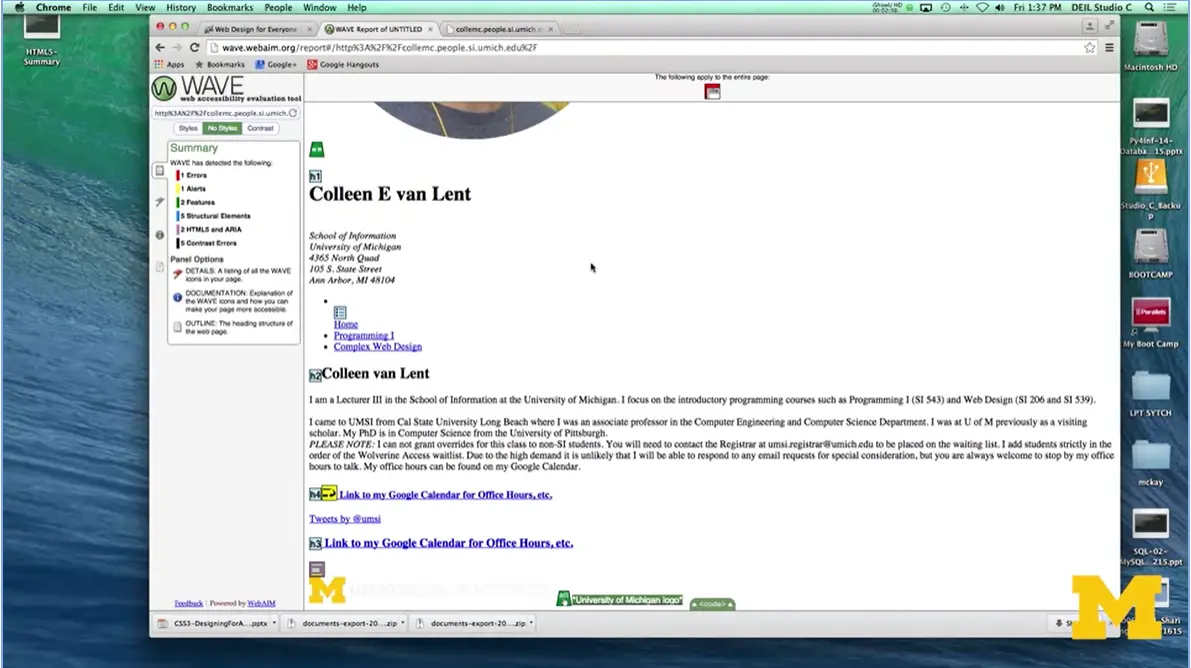 Chrome File Edit View History Bookmarks People Window Help
Fri 1:37 PM DEIL Studio C
HTML5-
Summary
Web Design for Everyone
WAVE Report of UNTITLED
collemc.people.si.umich
wave.webaim.org/report#/http%3A%2F%2Fcollemc.people.si.umich.edu%2F
Apps Bookmarks Google+ Google Hangouts
WAVE
web accessibility evaluation tool
http%3A%2F%2Fcollemc.people.si.umich.
Styles No Styles Contrast
Summary
WAVE has detected the following:
1 Errors
1 Alerts
2 Features
5 Structural Elements
2 HTML5 and ARIA
5 Contrast Errors
Panel Options
DETAILS: A listing of all the WAVE
icons in your page.
DOCUMENTATION: Explanation of
the WAVE icons and how you can
make your page more accessible.
OUTLINE: The heading structure of
the web page.
Feedback | Powered by WebAIM
The following apply to the entire page:
h1
Colleen E van Lent
School of Information
University of Michigan
4365 North Quad
105 S. State Street
Ann Arbor, MI 48104
Home
Programming I
Complex Web Design
h2 Colleen van Lent
I am a Lecturer III in the School of Information at the University of Michigan. I focus on the introductory programming courses such as Programming I (SI 543) and Web Design (SI 206 and SI 539).
I came to UMSI from Cal State University Long Beach where I was an associate professor in the Computer Engineering and Computer Science Department. I was at U of M previously as a visiting
scholar. My PhD is in Computer Science from the University of Pittsburgh.
PLEASE NOTE: I can not grant overrides for this class to non-SI students. You will need to contact the Registrar at umsi.registrar@umich.edu to be placed on the waiting list. I add students strictly in the
order of the Wolverine Access waitlist. Due to the high demand it is unlikely that I will be able to respond to any email requests for special consideration, but you are always welcome to stop by my office
hours to talk. My office hours can be found on my Google Calendar.
h4 Link to my Google Calendar for Office Hours, etc.
Tweets by @umsi
h3 Link to my Google Calendar for Office Hours, etc.
M
"University of Michigan logo"
<code>
CSS3-DesigningForA....pptx
documents-export-20....zip
documents-export-20....zip
Macintosh HD
Py4Inf-14-
Databa...15.pptx
Studio_C_Backu
p
BOOTCAMP
Parallels
My Boot Camp
LPT SYTCH
mckay
SQL-02-
MySQL...215.ppt
M